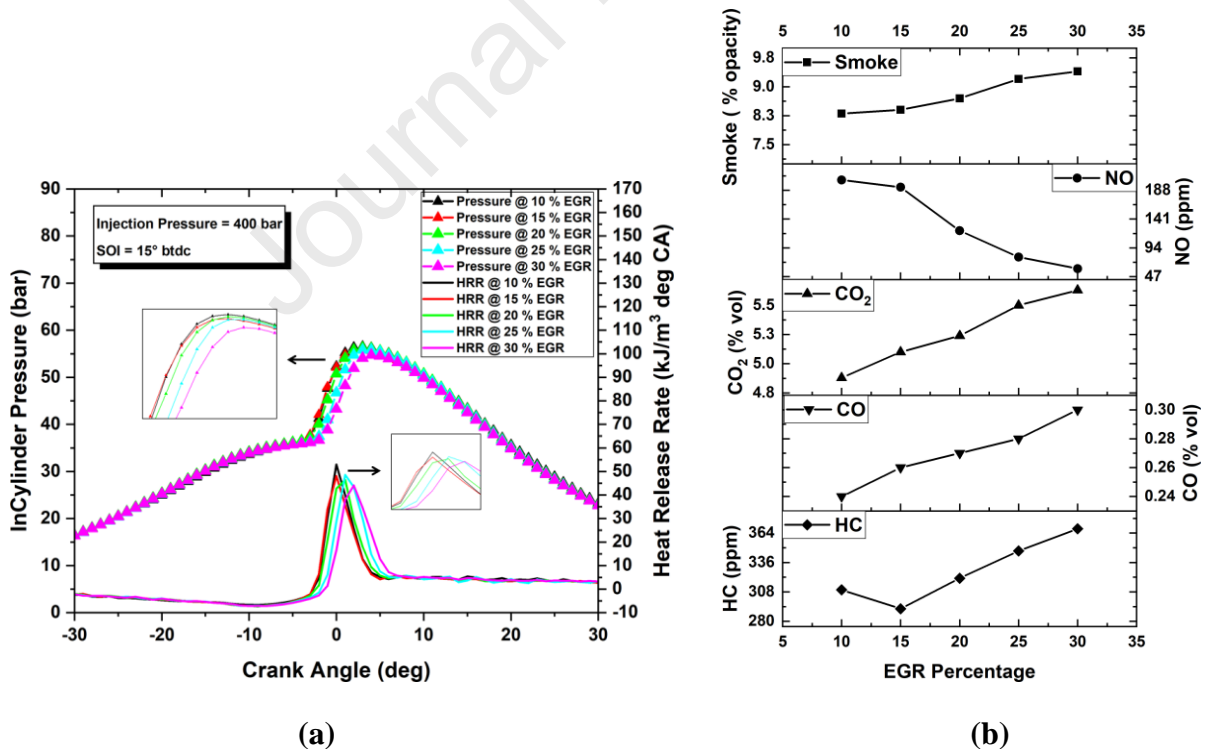 Journal
90
80
70
60
50
40
30
20
10
0
InCylinder Pressure (bar)
Injection Pressure = 400 bar
SOI = 15° btdc
Pressure @ 10 % EGR
Pressure @ 15 % EGR
Pressure @ 20 % EGR
Pressure @ 25 % EGR
Pressure @ 30 % EGR
HRR @ 10 % EGR
HRR @ 15 % EGR
HRR @ 20 % EGR
HRR @ 25 % EGR
HRR @ 30 % EGR
170
160
150
140
130
120
110
100
90
80
70
60
50
40
30
20
10
0
-10
Heat Release Rate (kJ/m³ deg CA)
-30 -20 -10 0 10 20 30
Crank Angle (deg)
(a)
5 10 15 20 25 30 35
Smoke
9.8
9.0
8.3
7.5
Smoke ( % opacity)
NO
188
141
94
47
NO (ppm)
CO₂
5.5
5.3
5.0
4.8
CO₂ (% vol)
CO
0.30
0.28
0.26
0.24
CO (% vol)
HC
364
336
308
280
HC (ppm)
5 10 15 20 25 30 35
EGR Percentage
(b)